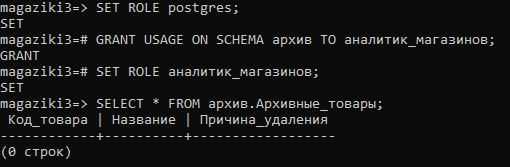 magaziki3=> SET ROLE postgres;
SET
magaziki3=# GRANT USAGE ON SCHEMA архив TO аналитик_магазинов;
GRANT
magaziki3=# SET ROLE аналитик_магазинов;
SET
magaziki3=> SELECT * FROM архив.Архивные_товары;
 Код_товара | Название | Причина_удаления
------------+----------+------------------
(0 строк)